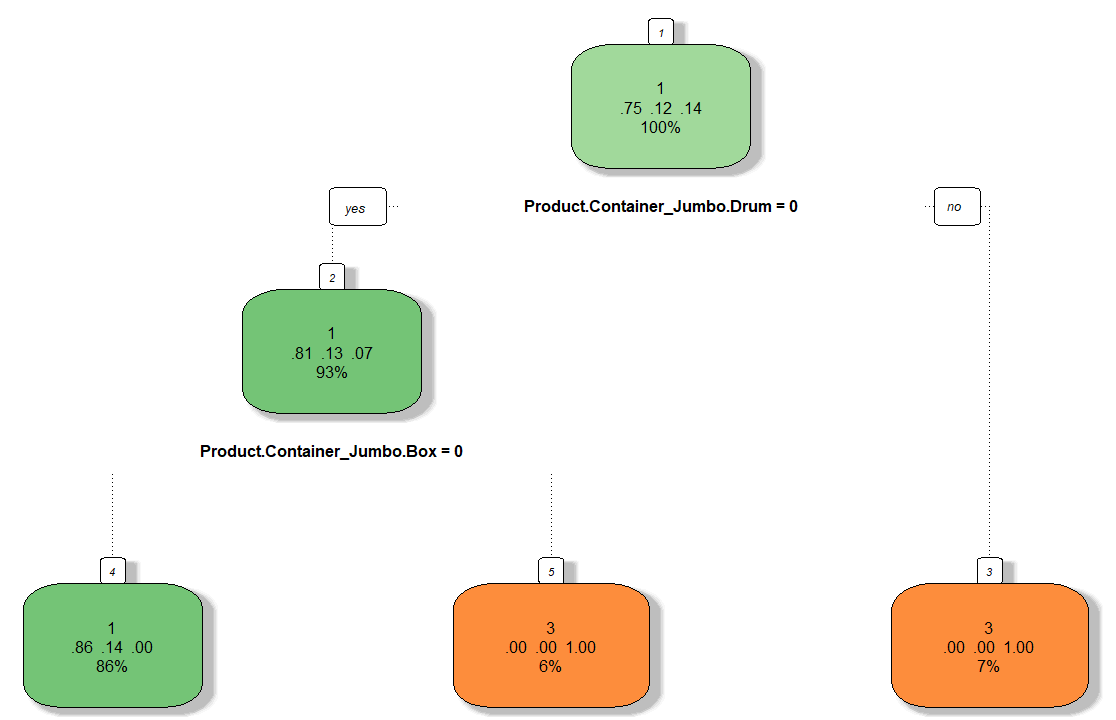 1
1
.75 .12 .14
100%
yes
Product.Container_Jumbo.Drum = 0
no
2
1
.81 .13 .07
93%
Product.Container_Jumbo.Box = 0
4
1
.86 .14 .00
86%
5
3
.00 .00 1.00
6%
3
3
.00 .00 1.00
7%